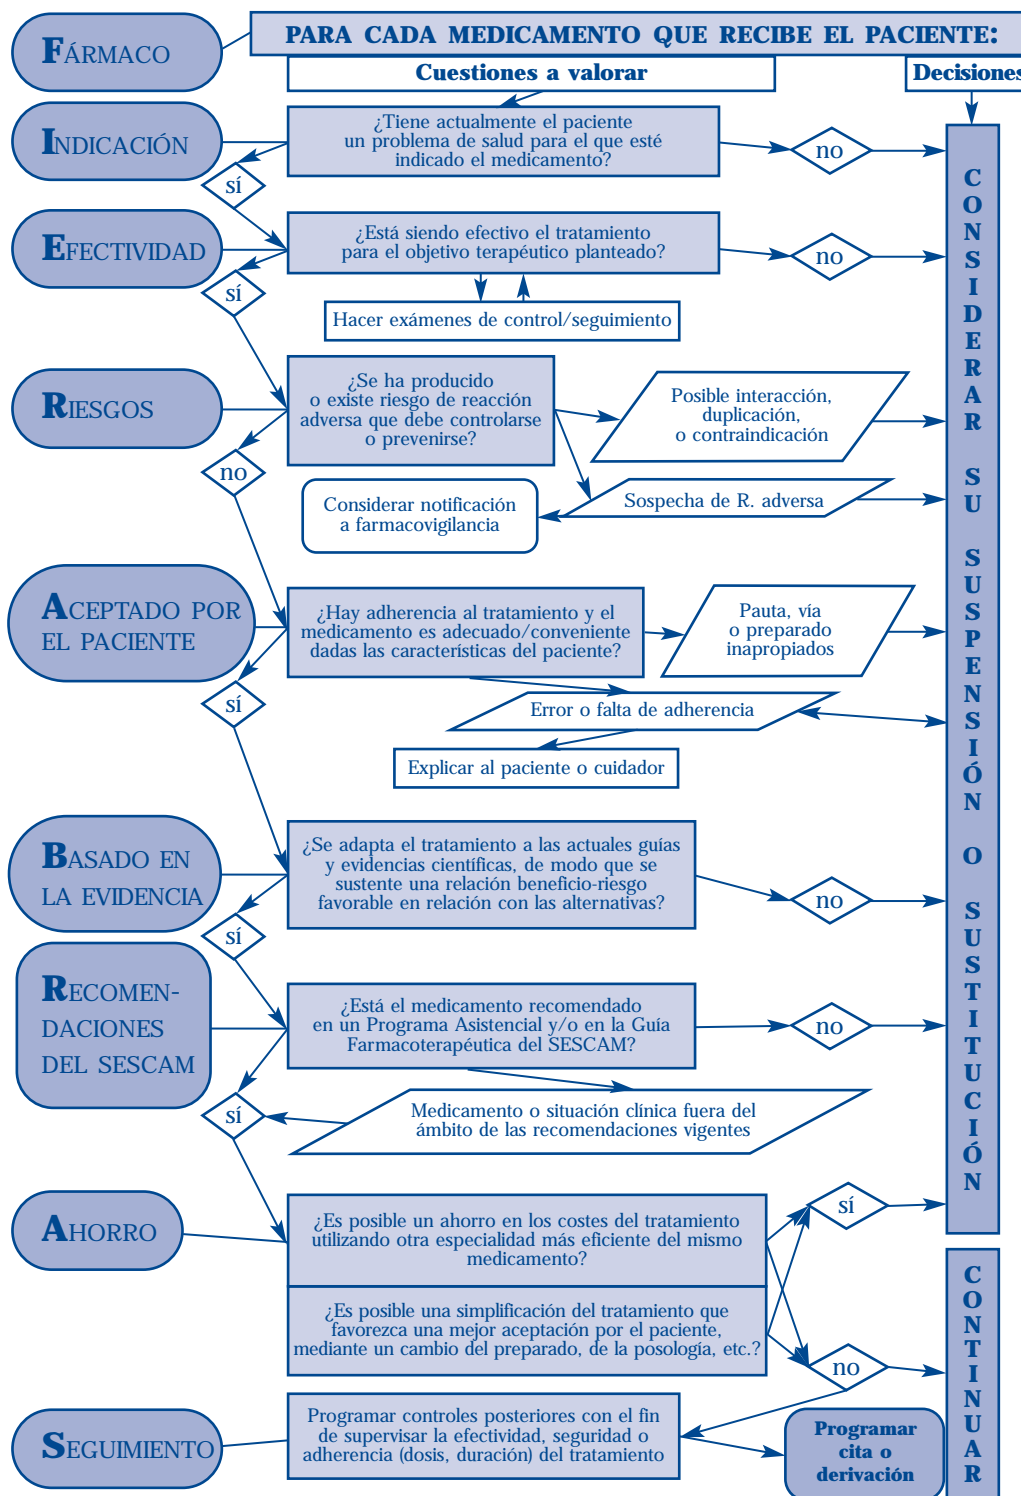 FÁRMACO
PARA CADA MEDICAMENTO QUE RECIBE EL PACIENTE:
Cuestiones a valorar
Decisiones
INDICACIÓN
¿Tiene actualmente el paciente
un problema de salud para el que esté
indicado el medicamento?
no
sí
EFECTIVIDAD
¿Está siendo efectivo el tratamiento
para el objetivo terapéutico planteado?
no
sí
Hacer exámenes de control/seguimiento
RIESGOS
¿Se ha producido
o existe riesgo de reacción
adversa que debe controlarse
o prevenirse?
Posible interacción,
duplicación,
o contraindicación
no
Considerar notificación
a farmacovigilancia
Sospecha de R. adversa
ACEPTADO POR
EL PACIENTE
¿Hay adherencia al tratamiento y el
medicamento es adecuado/conveniente
dadas las características del paciente?
Pauta, vía
o preparado
inapropiados
sí
Error o falta de adherencia
Explicar al paciente o cuidador
BASADO EN
LA EVIDENCIA
¿Se adapta el tratamiento a las actuales guías
y evidencias científicas, de modo que se
sustente una relación beneficio-riesgo
favorable en relación con las alternativas?
no
sí
RECOMEN-
DACIONES
DEL SESCAM
¿Está el medicamento recomendado
en un Programa Asistencial y/o en la Guía
Farmacoterapéutica del SESCAM?
no
sí
Medicamento o situación clínica fuera del
ámbito de las recomendaciones vigentes
AHORRO
¿Es posible un ahorro en los costes del tratamiento
utilizando otra especialidad más eficiente del mismo
medicamento?
sí
¿Es posible una simplificación del tratamiento que
favorezca una mejor aceptación por el paciente,
mediante un cambio del preparado, de la posología, etc.?
no
SEGUIMIENTO
Programar controles posteriores con el fin
de supervisar la efectividad, seguridad o
adherencia (dosis, duración) del tratamiento
Programar
cita o
derivación
CONSIDERAR SU SUSPENSIÓN O SUSTITUCIÓN
CONTINUAR